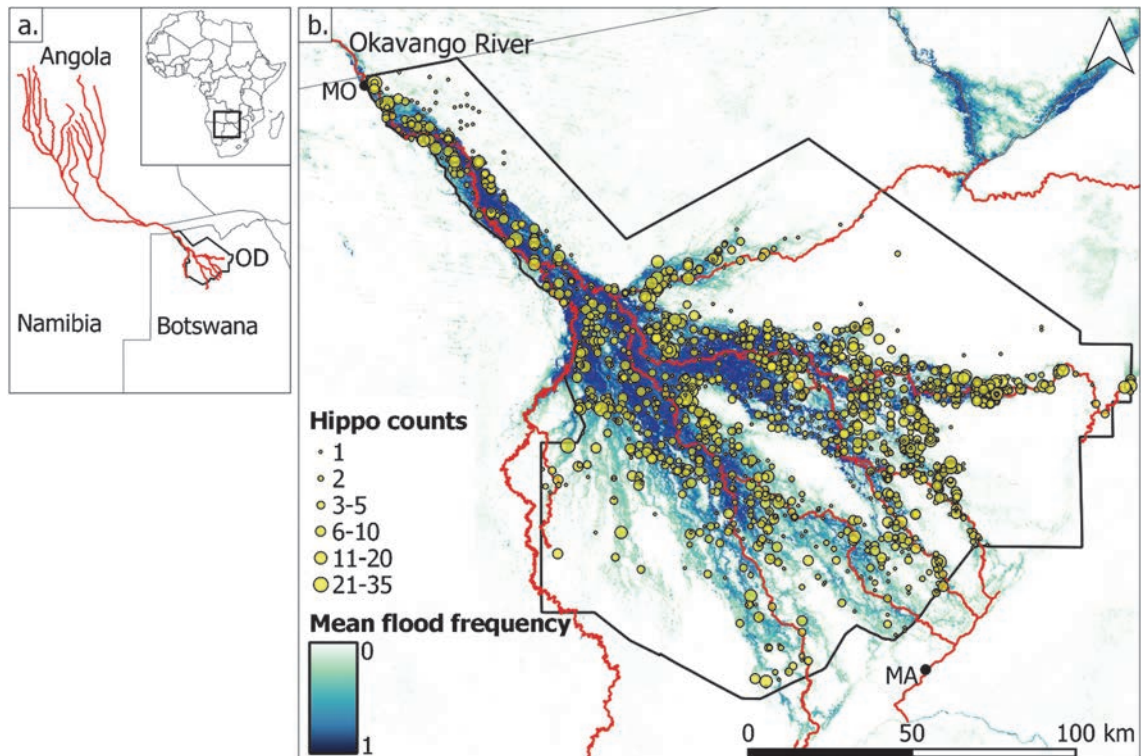 a.
Angola
OD
Namibia
Botswana
b.
Okavango River
MO
Hippo counts
1
2
3-5
6-10
11-20
21-35
Mean flood frequency
0
1
MA
0 50 100 km